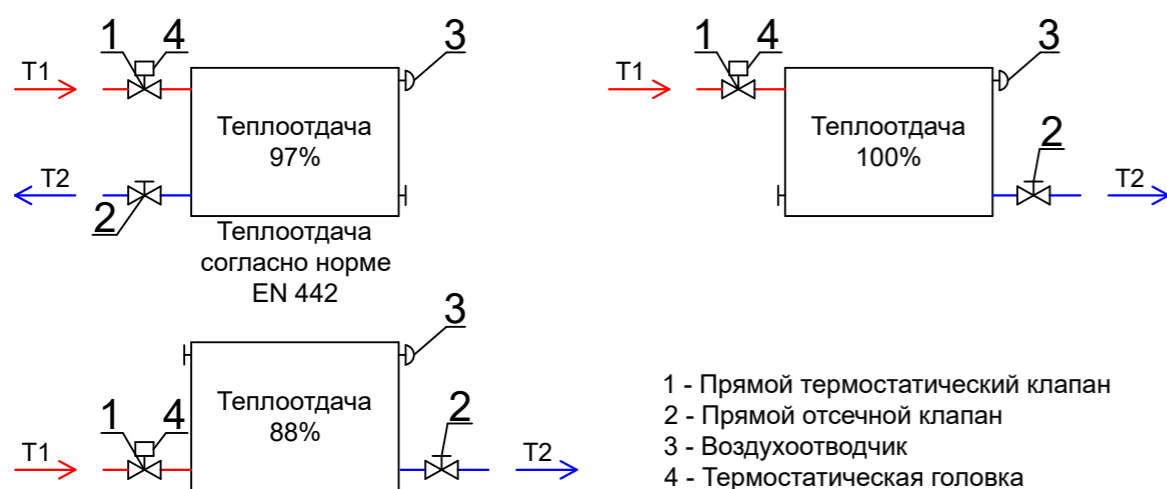 1 4 3
T1
Теплоотдача
97%
T2
2
Теплоотдача
согласно норме
EN 442
1 4 3
T1
Теплоотдача
100%
2
T2
3
Теплоотдача
88%
1 4 2
T1 T2
1 - Прямой термостатический клапан
2 - Прямой отсечной клапан
3 - Воздухоотводчик
4 - Термостатическая головка